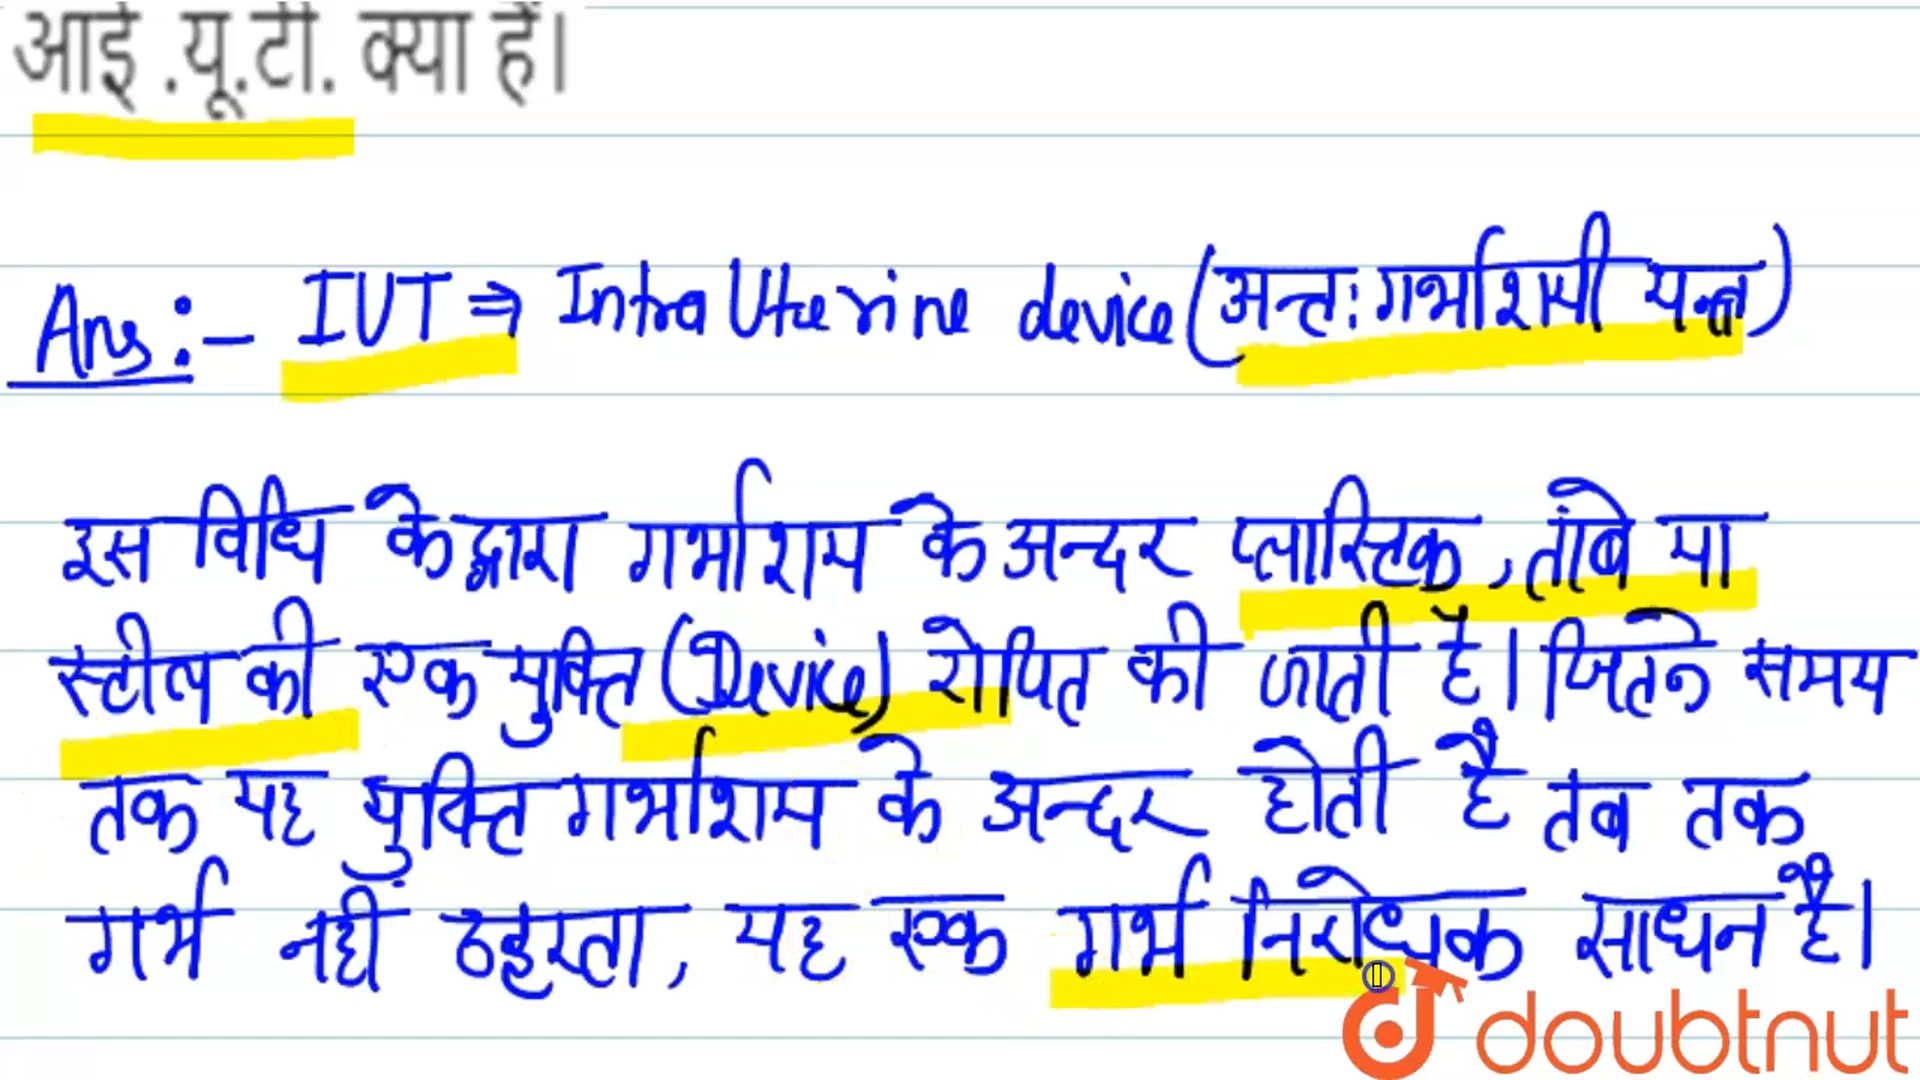 आई .यू.टी. क्या हैं।
Ans:- IUT ⇒ Intra Uterine device (अन्तः गर्भाशयी यन्त्र)
इस विधि के द्वारा गर्भाशय के अन्दर प्लास्टिक, तांबे या
स्टील की एक युक्ति (Device) रोपित की जाती है। जितने समय
तक यह युक्ति गर्भाशय के अन्दर होती है तब तक
गर्भ नहीं ठहरता, यह एक गर्भ निरोधक साधन है।
doubtnut